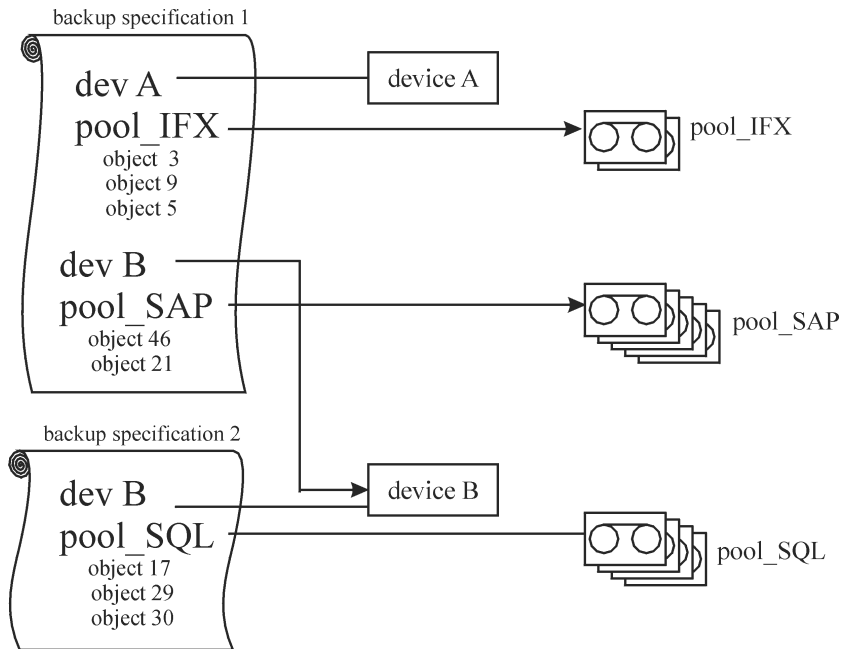 backup specification 1
dev A
device A
pool_IFX
pool_IFX
object 3
object 9
object 5
dev B
pool_SAP
pool_SAP
object 46
object 21
backup specification 2
dev B
device B
pool_SQL
pool_SQL
object 17
object 29
object 30